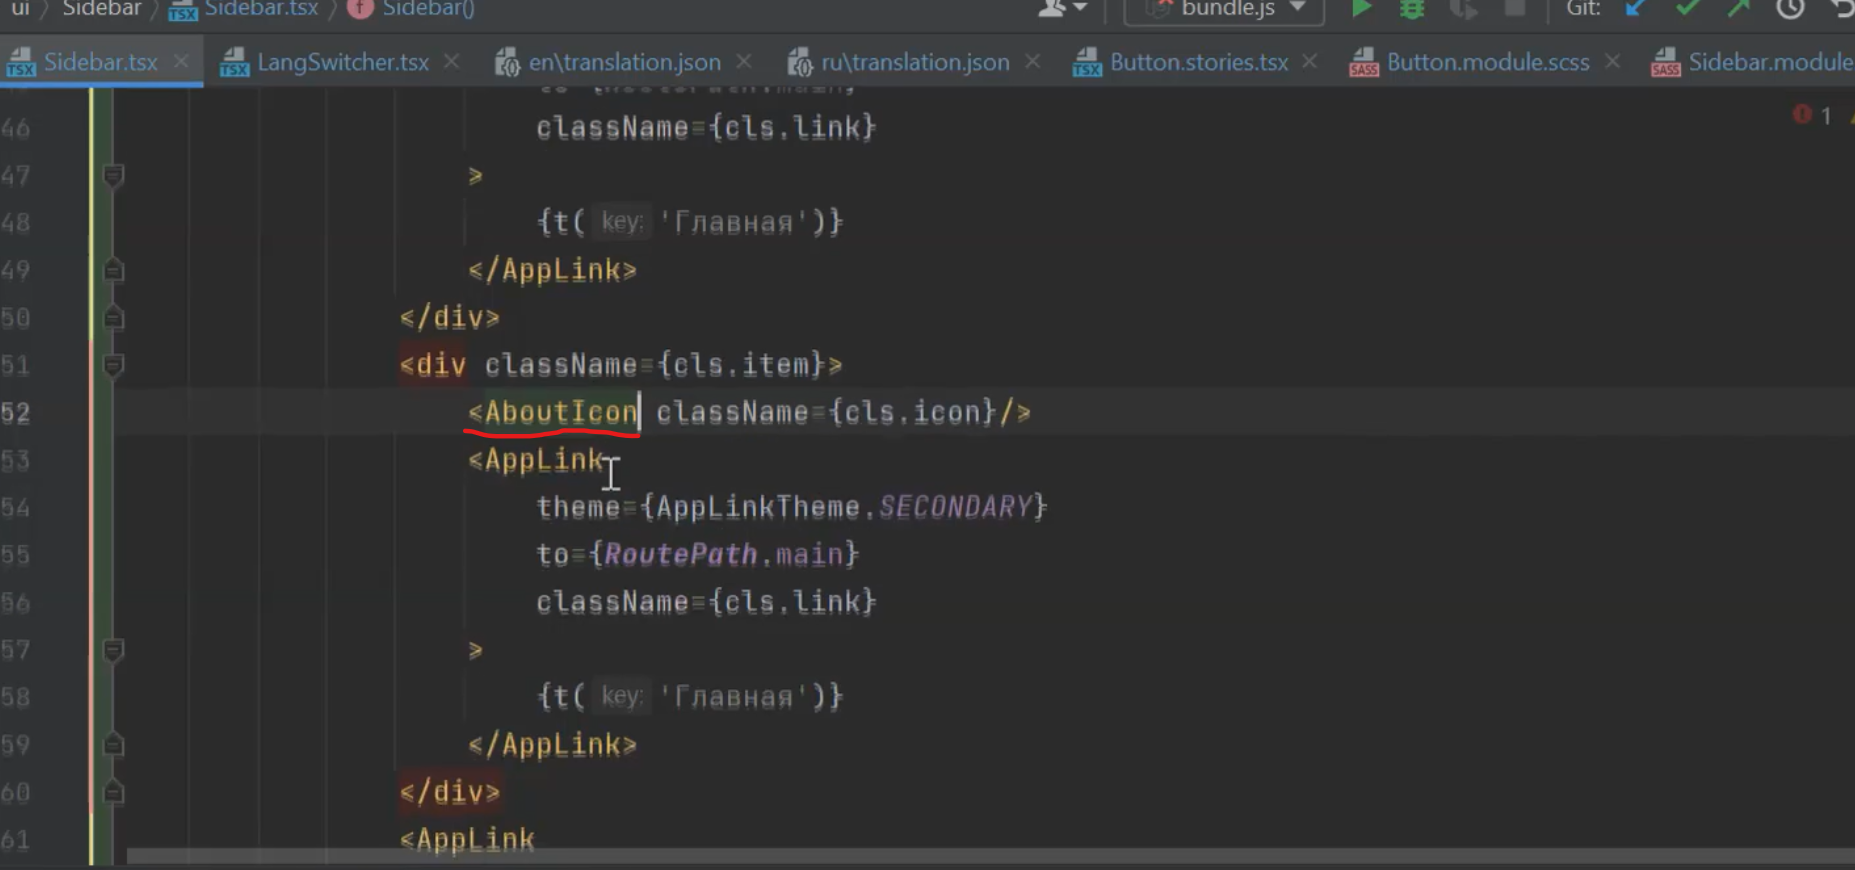 ui Sidebar Sidebar.tsx Sidebar() bundle.js Git:
Sidebar.tsx LangSwitcher.tsx en\translation.json ru\translation.json Button.stories.tsx Button.module.scss Sidebar.module
46 className={cls.link}
1
47 >
48 {t( key: 'Главная')}
49 </AppLink>
50 </div>
51 <div className={cls.item}>
52 <AboutIcon className={cls.icon}/>
53 <AppLink
54 theme={AppLinkTheme.SECONDARY}
55 to={RoutePath.main}
56 className={cls.link}
57 >
58 {t( key: 'Главная')}
59 </AppLink>
60 </div>
61 <AppLink